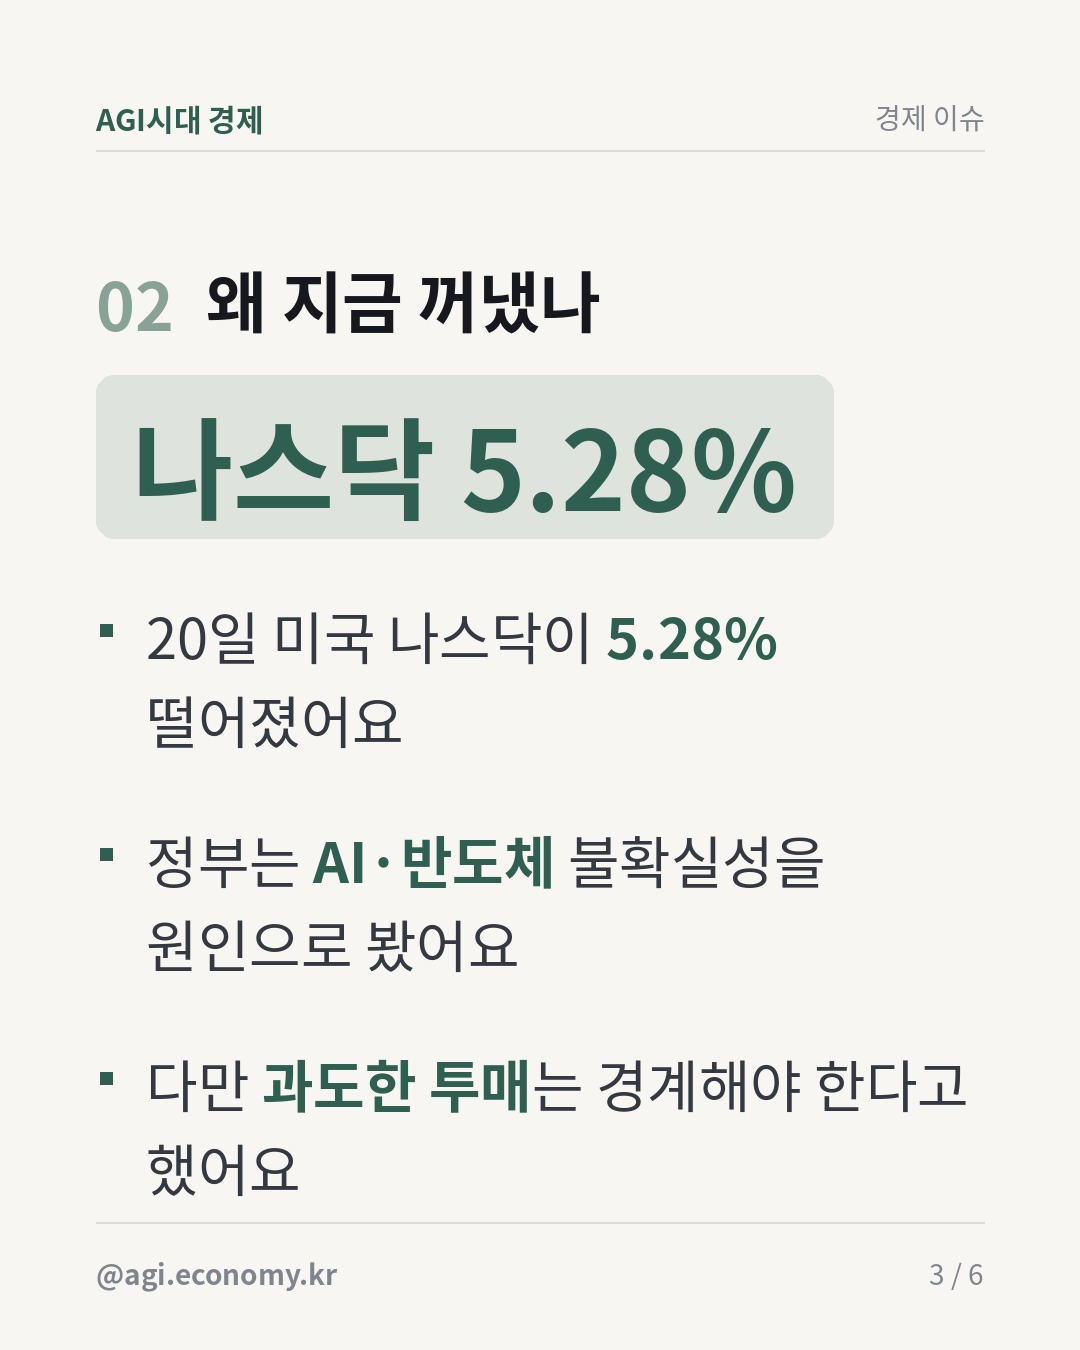 AGI시대 경제
경제 이슈
02 왜 지금 꺼냈나
나스닥 5.28%
20일 미국 나스닥이 5.28%
떨어졌어요
정부는 AI·반도체 불확실성을
원인으로 봤어요
다만 과도한 투매는 경계해야 한다고
했어요
@agi.economy.kr
3 / 6